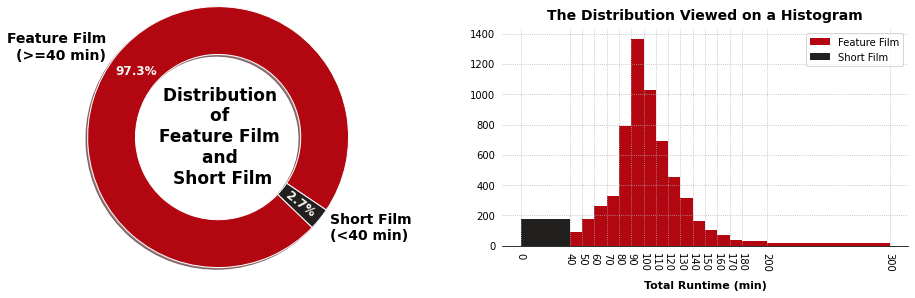 Feature Film
(>=40 min)
97.3%
Distribution
of
Feature Film
and
Short Film
2.7%
Short Film
(<40 min)
The Distribution Viewed on a Histogram
Feature Film
Short Film
1400
1200
1000
800
600
400
200
0
0 40 50 60 70 80 90 100 110 120 130 140 150 160 170 180 200 300
Total Runtime (min)